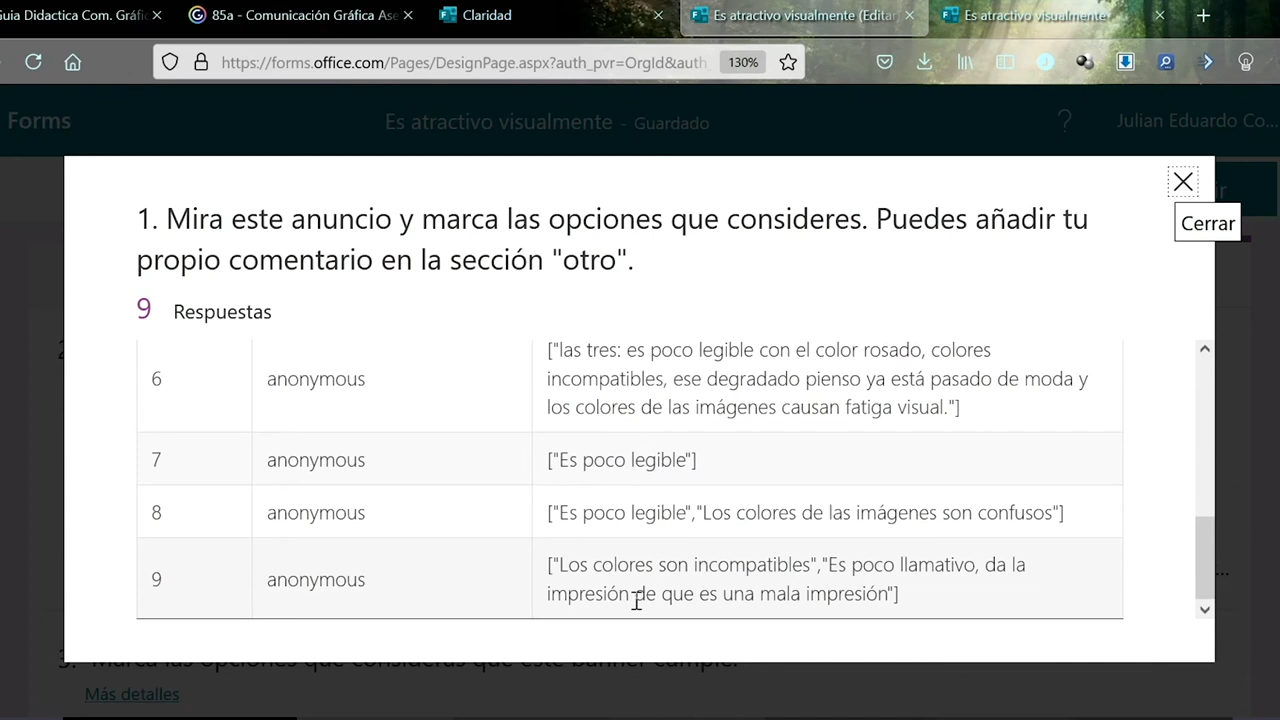 Guia Didactica Com. Gráfi
85a - Comunicación Gráfica Ase
Claridad
Es atractivo visualmente (Editar
Es atractivo visualmente
https://forms.office.com/Pages/DesignPage.aspx?auth_pvr=OrgId&auth_
130%
Forms
Es atractivo visualmente - Guardado
?
Julian Eduardo Co...
Cerrar
1. Mira este anuncio y marca las opciones que consideres. Puedes añadir tu
propio comentario en la sección "otro".
9 Respuestas
6
anonymous
["las tres: es poco legible con el color rosado, colores
incompatibles, ese degradado pienso ya está pasado de moda y
los colores de las imágenes causan fatiga visual."]
7
anonymous
["Es poco legible"]
8
anonymous
["Es poco legible","Los colores de las imágenes son confusos"]
9
anonymous
["Los colores son incompatibles","Es poco llamativo, da la
impresión de que es una mala impresión"]
Más detalles